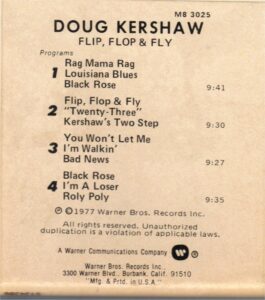 M8 3025
DOUG KERSHAW
FLIP, FLOP & FLY
Programs
1 Rag Mama Rag
Louisiana Blues
Black Rose 9:41
2 Flip, Flop & Fly
"Twenty-Three"
Kershaw's Two Step 9:30
3 You Won't Let Me
I'm Walkin'
Bad News 9:27
4 Black Rose
I'm A Loser
Roly Poly 9:35
℗ ©1977 Warner Bros. Records Inc.
All rights reserved. Unauthorized
duplication is a violation of applicable laws.
A Warner Communications Company W ®
Warner Bros. Records Inc.,
3300 Warner Blvd., Burbank, Calif. 91510
"Mfg. & Prtd. in U.S.A."